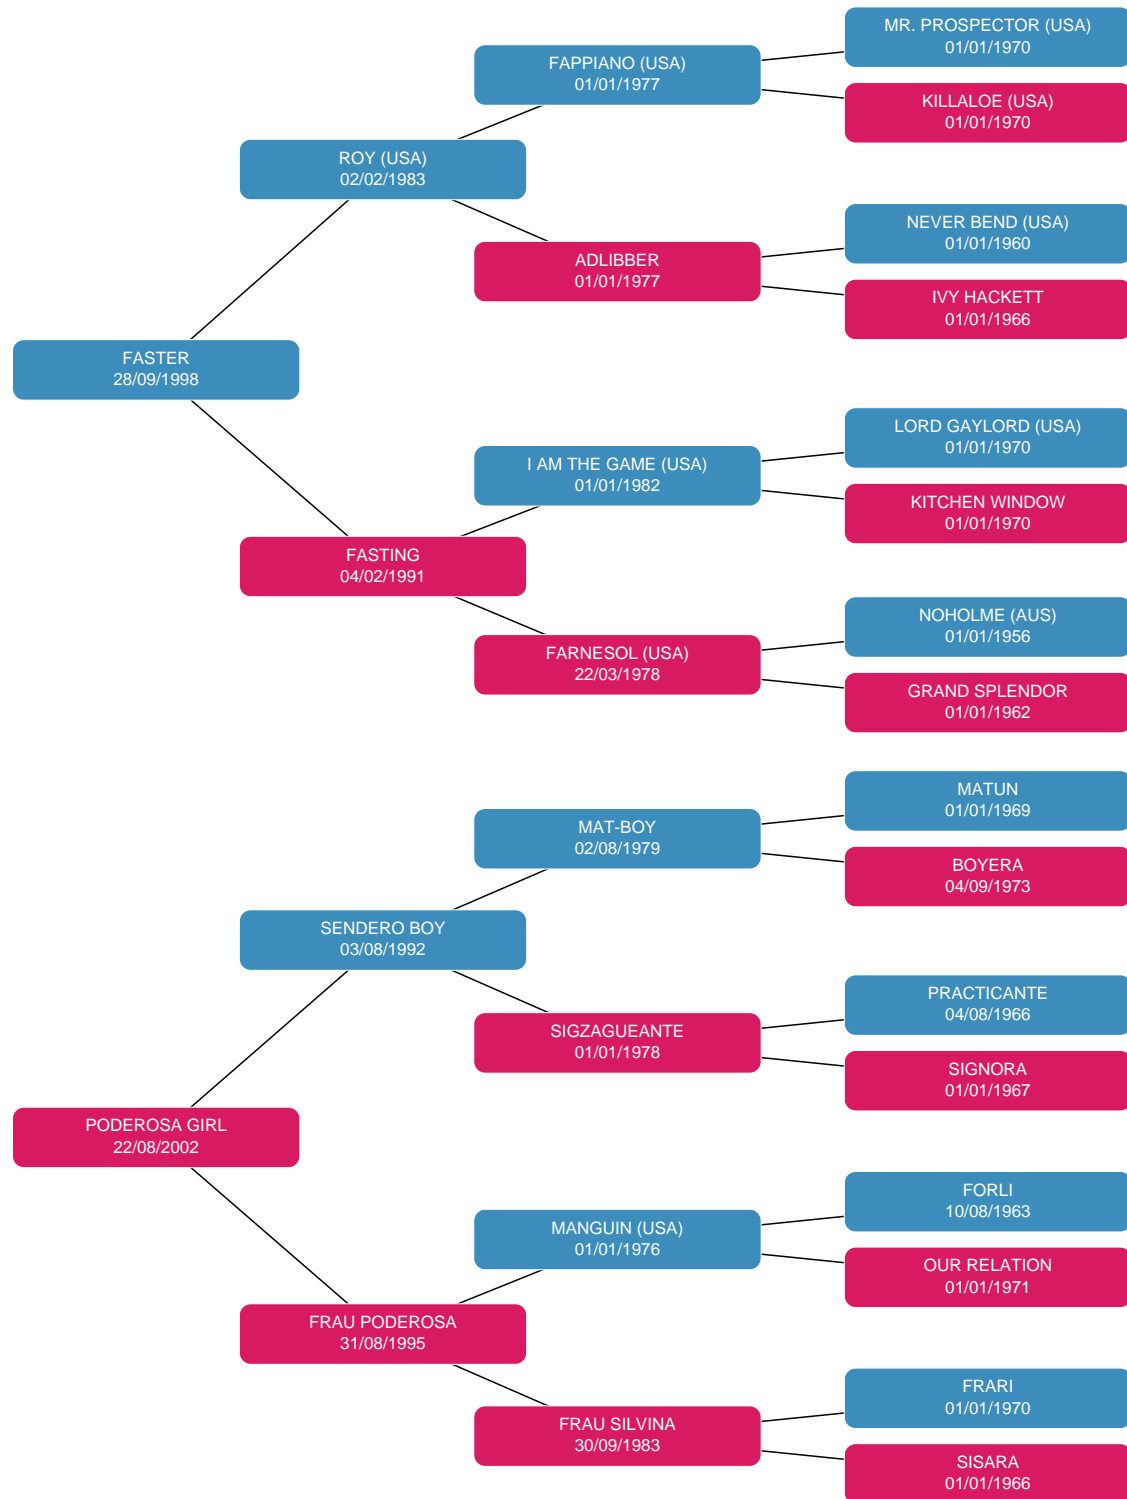 MR. PROSPECTOR (USA)
01/01/1970
FAPPIANO (USA)
01/01/1977
KILLALOE (USA)
01/01/1970
ROY (USA)
02/02/1983
NEVER BEND (USA)
01/01/1960
ADLIBBER
01/01/1977
IVY HACKETT
01/01/1966
FASTER
28/09/1998
LORD GAYLORD (USA)
01/01/1970
I AM THE GAME (USA)
01/01/1982
KITCHEN WINDOW
01/01/1970
FASTING
04/02/1991
NOHOLME (AUS)
01/01/1956
FARNESOL (USA)
22/03/1978
GRAND SPLENDOR
01/01/1962
MATUN
01/01/1969
MAT-BOY
02/08/1979
BOYERA
04/09/1973
SENDERO BOY
03/08/1992
PRACTICANTE
04/08/1966
SIGZAGUEANTE
01/01/1978
SIGNORA
01/01/1967
PODEROSA GIRL
22/08/2002
FORLI
10/08/1963
MANGUIN (USA)
01/01/1976
OUR RELATION
01/01/1971
FRAU PODEROSA
31/08/1995
FRARI
01/01/1970
FRAU SILVINA
30/09/1983
SISARA
01/01/1966